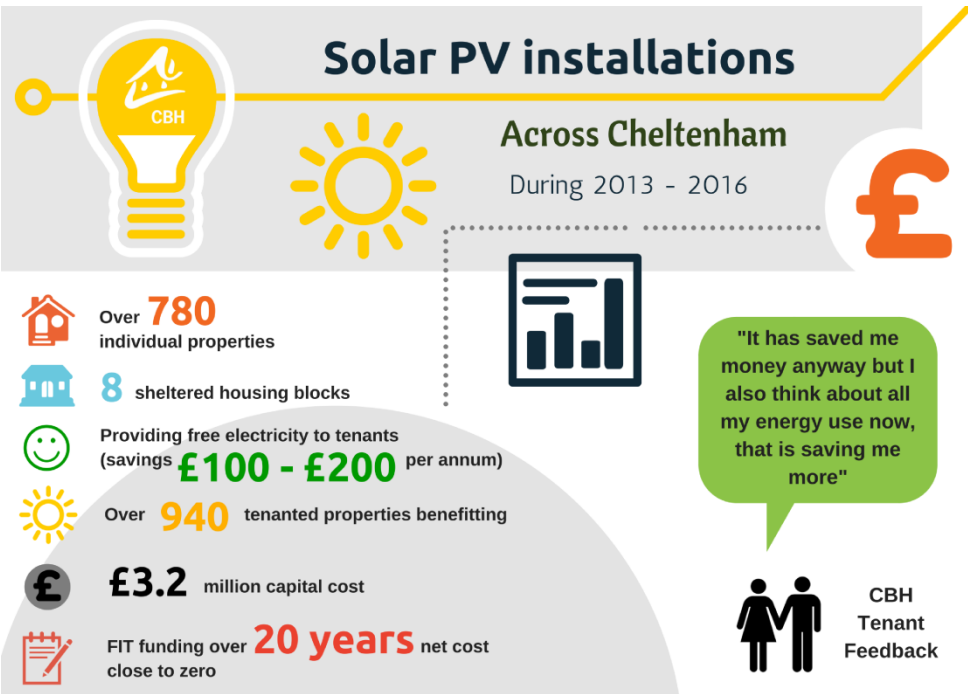 CBH
Solar PV installations
Across Cheltenham
During 2013 - 2016
£
Over 780
individual properties
8 sheltered housing blocks
Providing free electricity to tenants
(savings £100 - £200 per annum)
Over 940 tenanted properties benefitting
£ £3.2 million capital cost
FIT funding over 20 years net cost
close to zero
"It has saved me
money anyway but I
also think about all
my energy use now,
that is saving me
more"
CBH
Tenant
Feedback